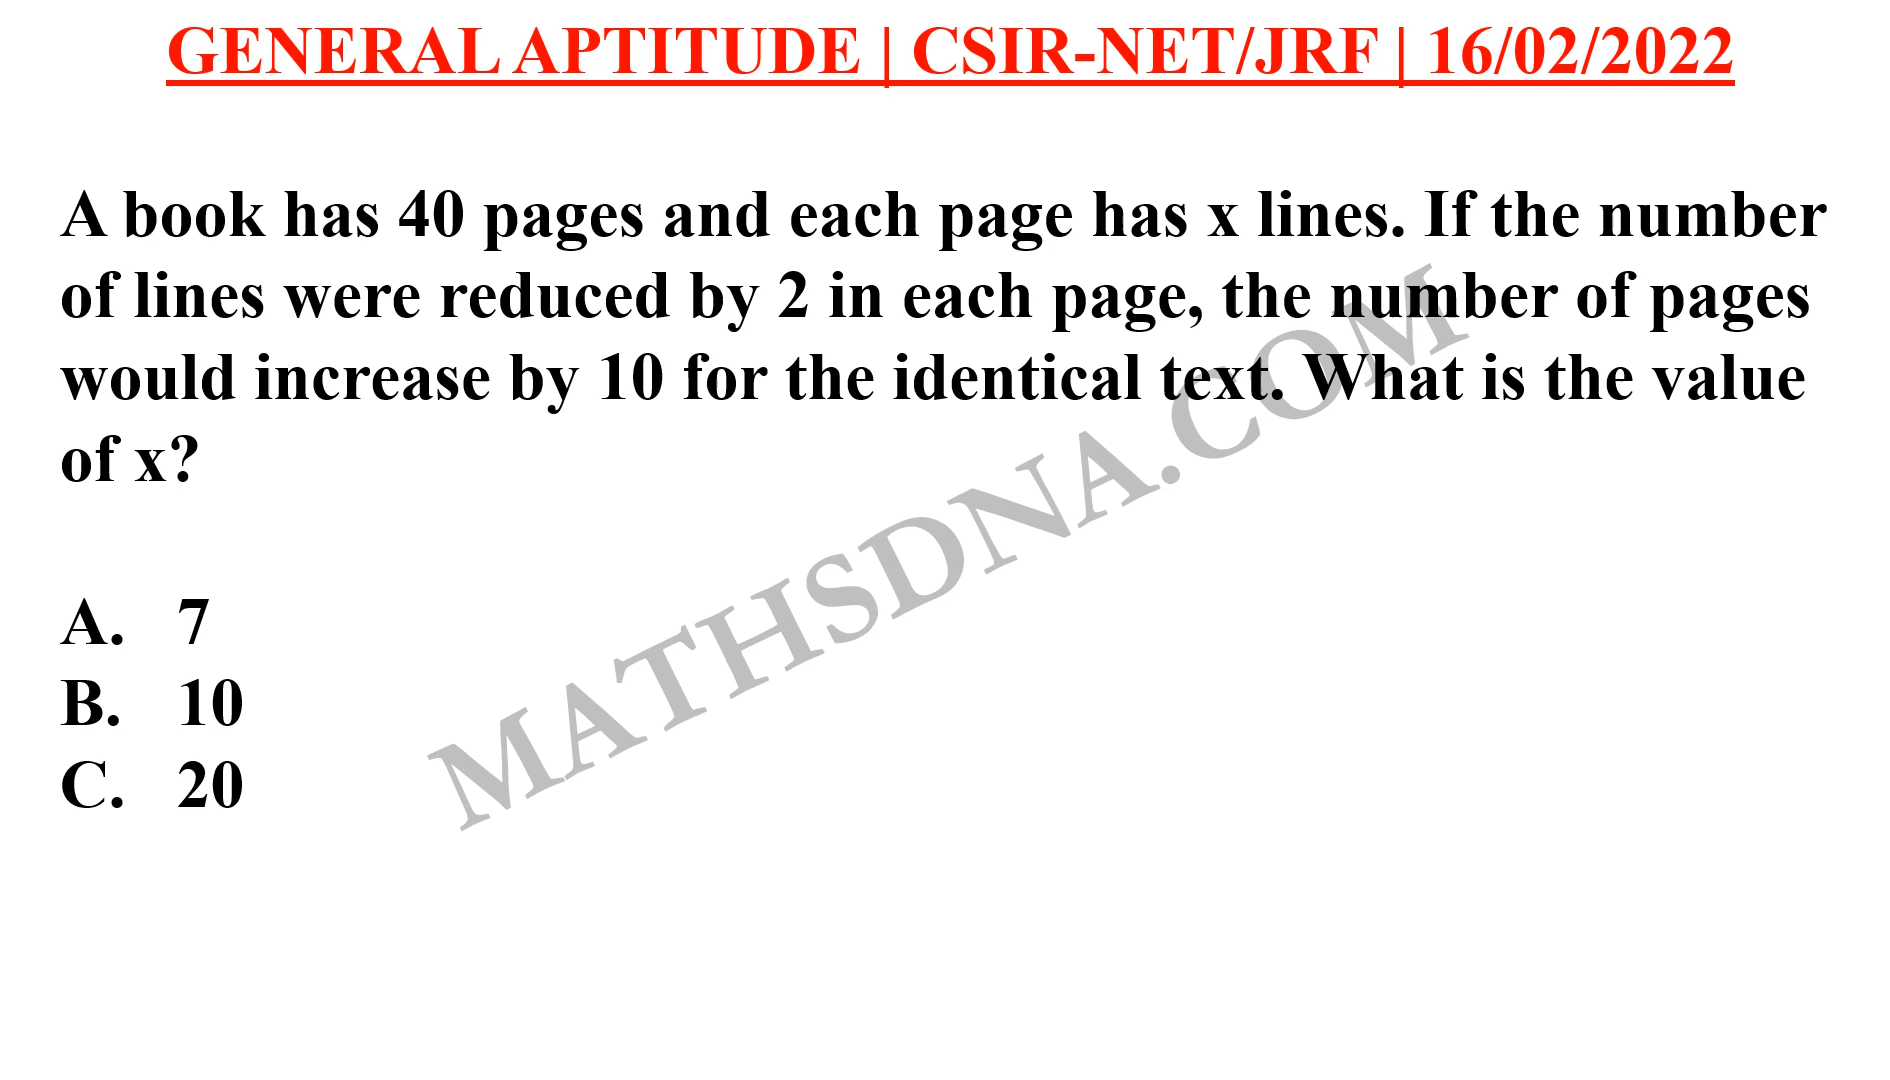 GENERAL APTITUDE | CSIR-NET/JRF | 16/02/2022
A book has 40 pages and each page has x lines. If the number
of lines were reduced by 2 in each page, the number of pages
would increase by 10 for the identical text. What is the value
of x?
A. 7
B. 10
C. 20
MATHSDNA.COM